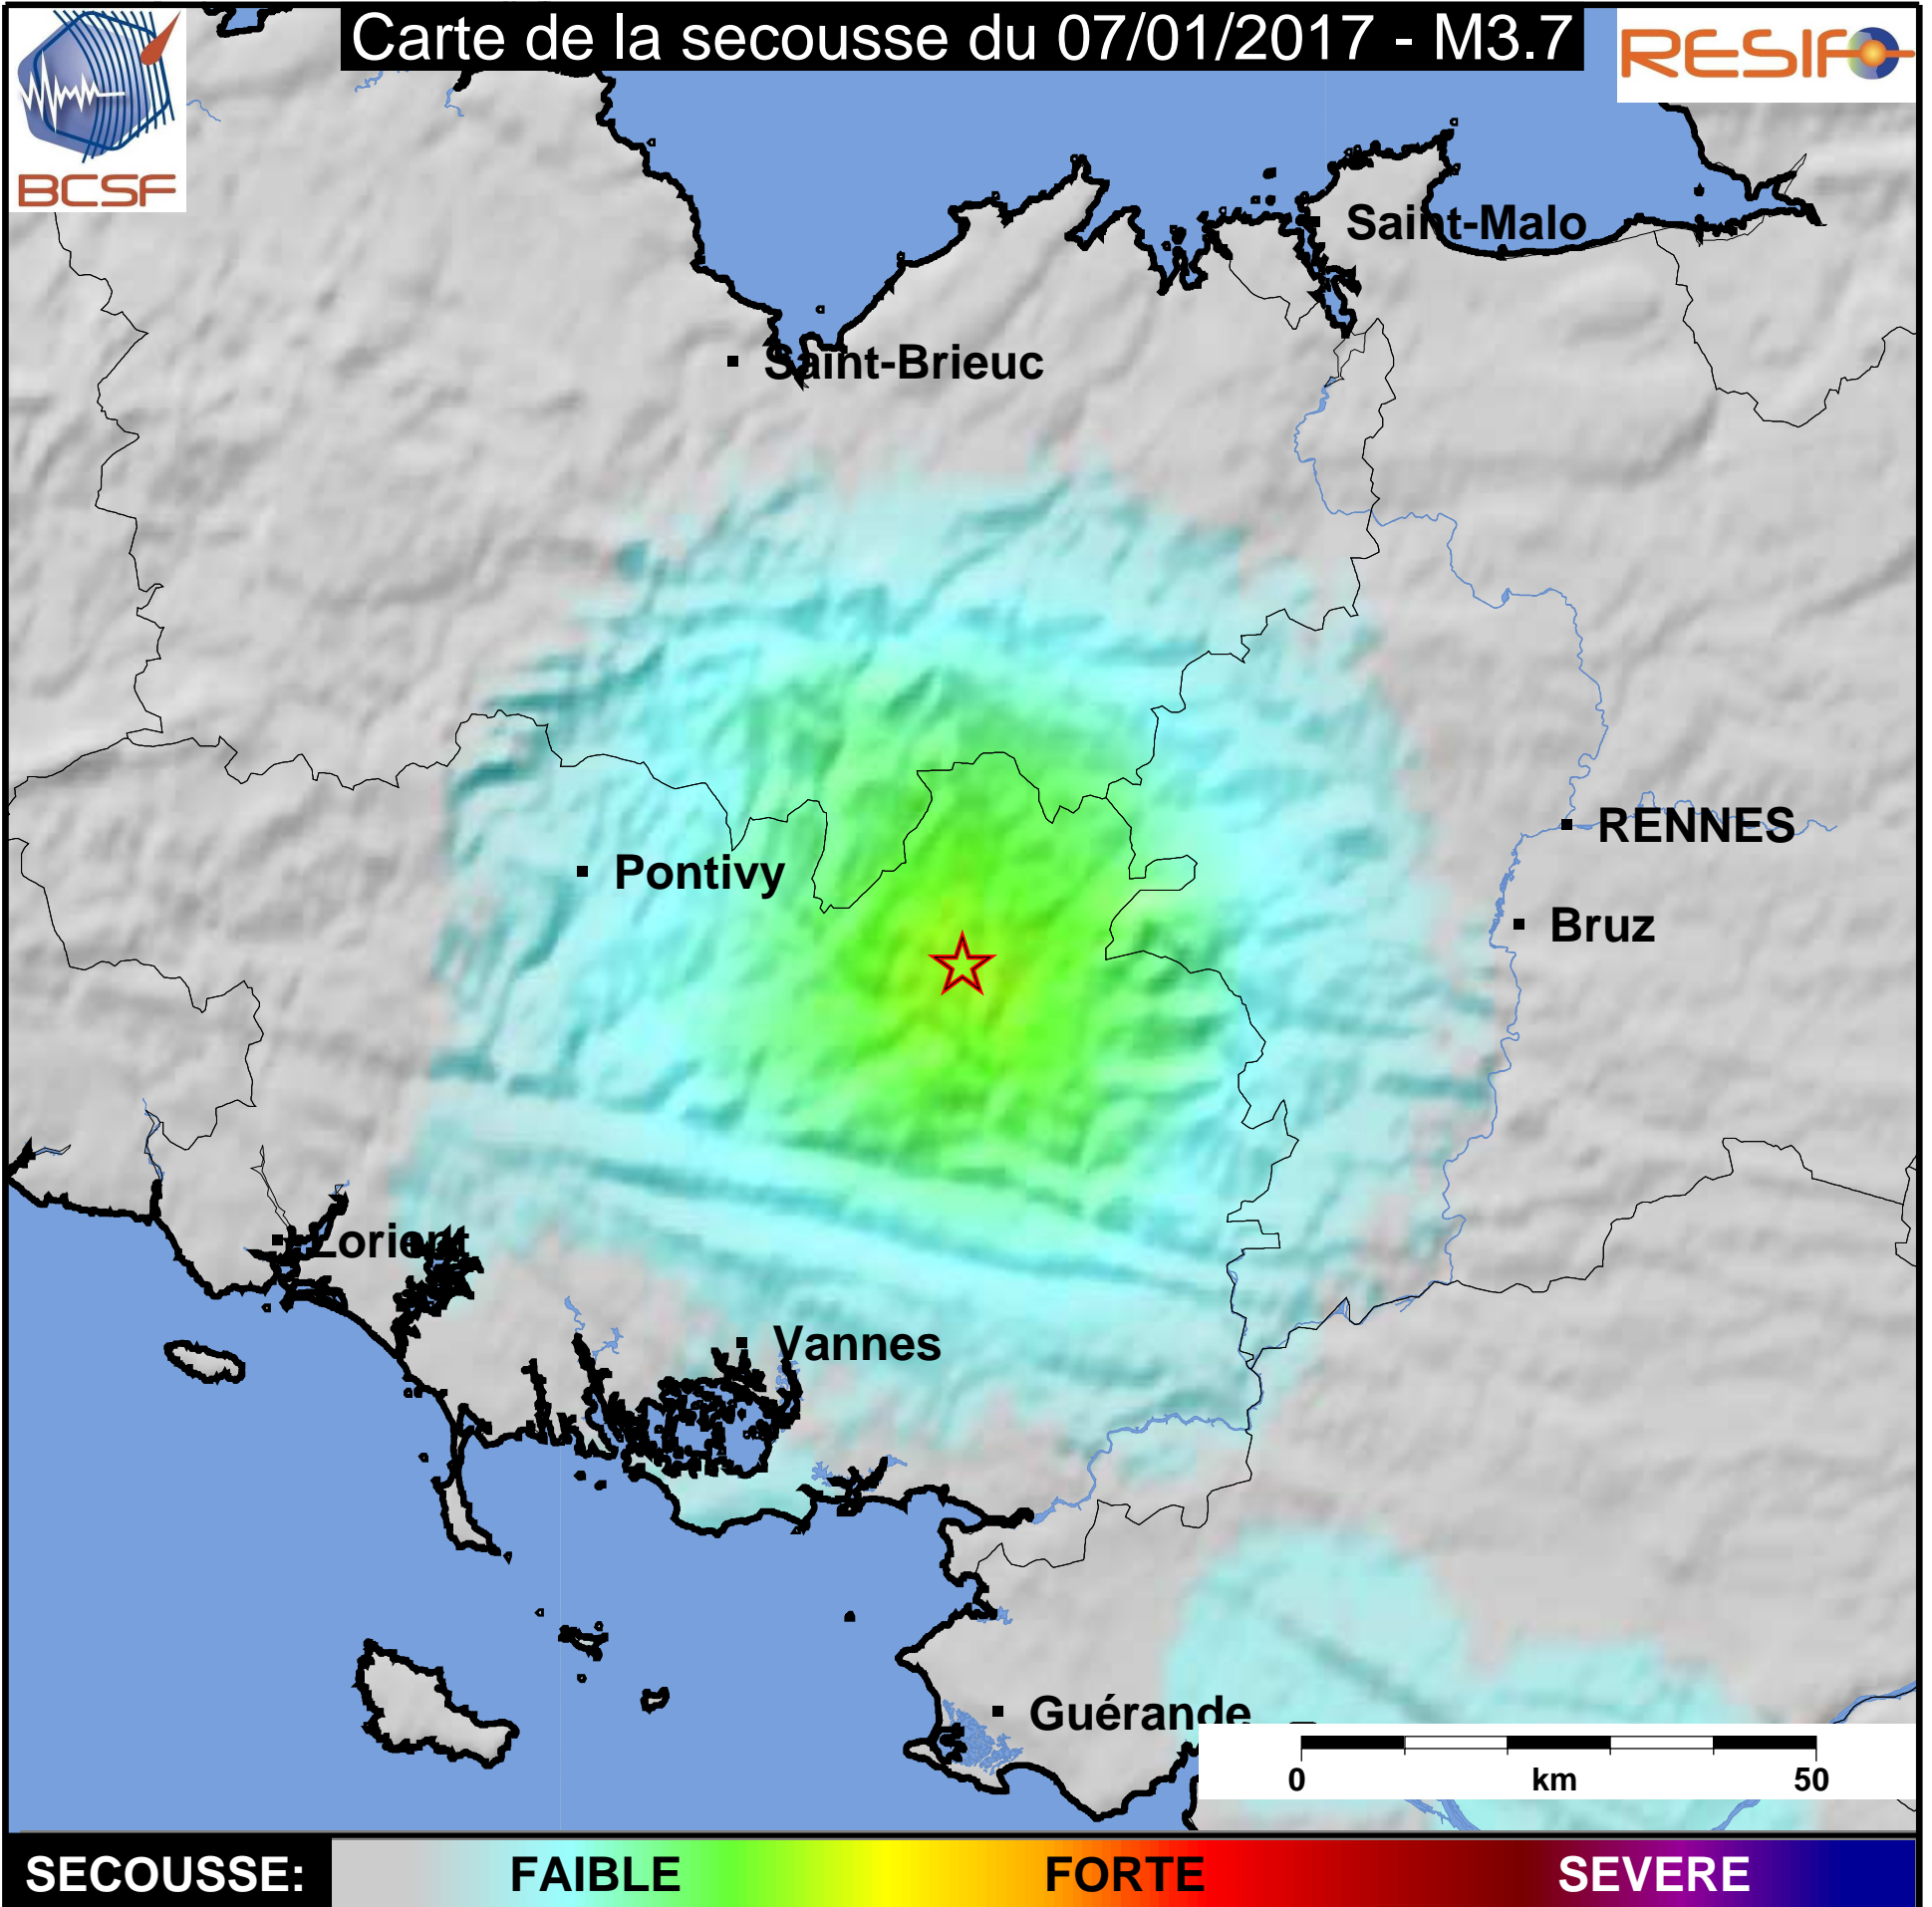 Carte de la secousse du 07/01/2017 - M3.7
RESIF
BCSF
Saint-Malo
Saint-Brieuc
RENNES
Pontivy
Bruz
Lorient
Vannes
Guérande
0 km 50
SECOUSSE: FAIBLE FORTE SEVERE